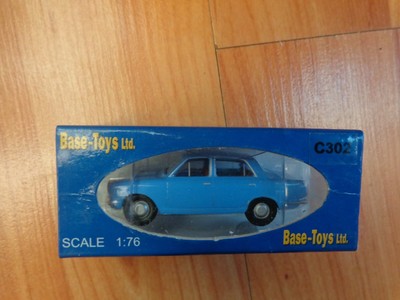 Base-Toys Ltd.
C302
SCALE 1:76
Base-Toys Ltd.